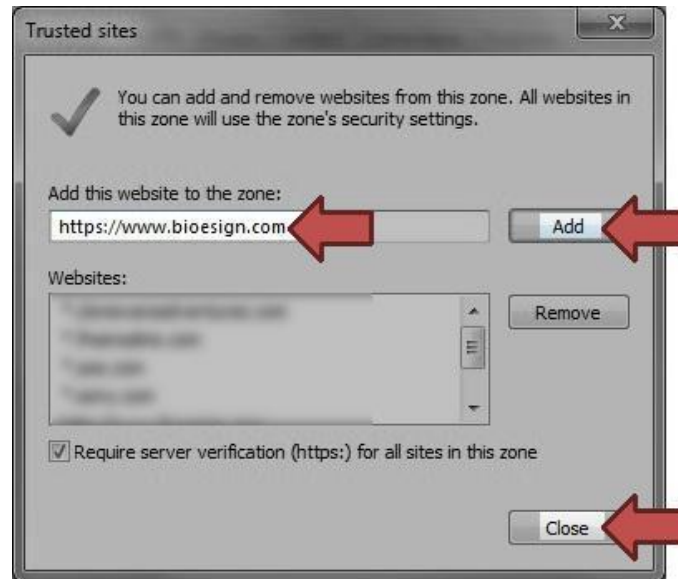 Trusted sites
You can add and remove websites from this zone. All websites in
this zone will use the zone's security settings.
Add this website to the zone:
https://www.bioesign.com
Add
Websites:
Remove
Require server verification (https:) for all sites in this zone
Close